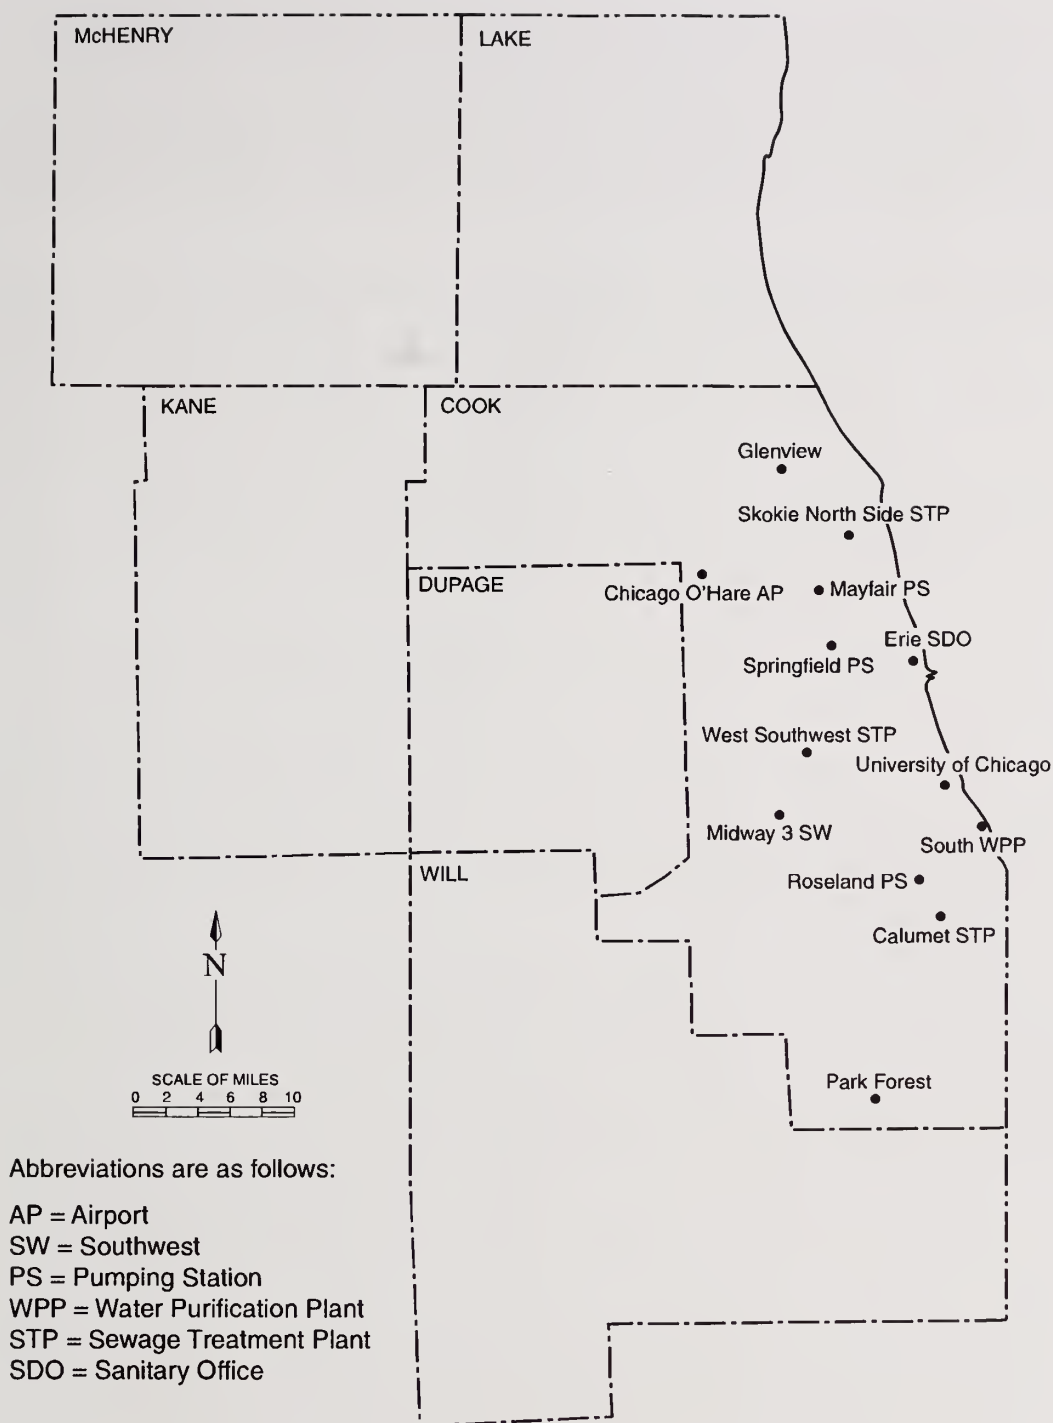 McHENRY
LAKE
KANE
COOK
Glenview
Skokie North Side STP
DUPAGE
Chicago O'Hare AP
Mayfair PS
Erie SDO
Springfield PS
West Southwest STP
University of Chicago
Midway 3 SW
South WPP
WILL
Roseland PS
Calumet STP
N
SCALE OF MILES
0 2 4 6 8 10
Park Forest
Abbreviations are as follows:
AP = Airport
SW = Southwest
PS = Pumping Station
WPP = Water Purification Plant
STP = Sewage Treatment Plant
SDO = Sanitary Office